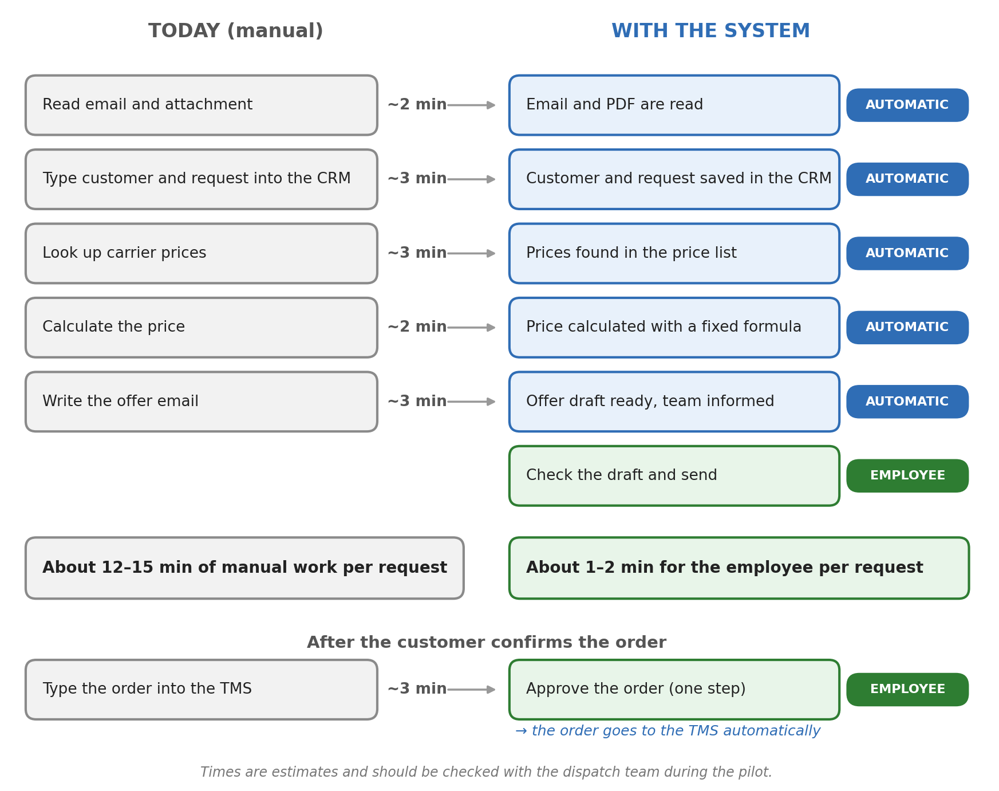 TODAY (manual)
WITH THE SYSTEM
Read email and attachment
~2 min
Email and PDF are read
AUTOMATIC
Type customer and request into the CRM
~3 min
Customer and request saved in the CRM
AUTOMATIC
Look up carrier prices
~3 min
Prices found in the price list
AUTOMATIC
Calculate the price
~2 min
Price calculated with a fixed formula
AUTOMATIC
Write the offer email
~3 min
Offer draft ready, team informed
AUTOMATIC
Check the draft and send
EMPLOYEE
About 12–15 min of manual work per request
About 1–2 min for the employee per request
After the customer confirms the order
Type the order into the TMS
~3 min
Approve the order (one step)
EMPLOYEE
→ the order goes to the TMS automatically
Times are estimates and should be checked with the dispatch team during the pilot.